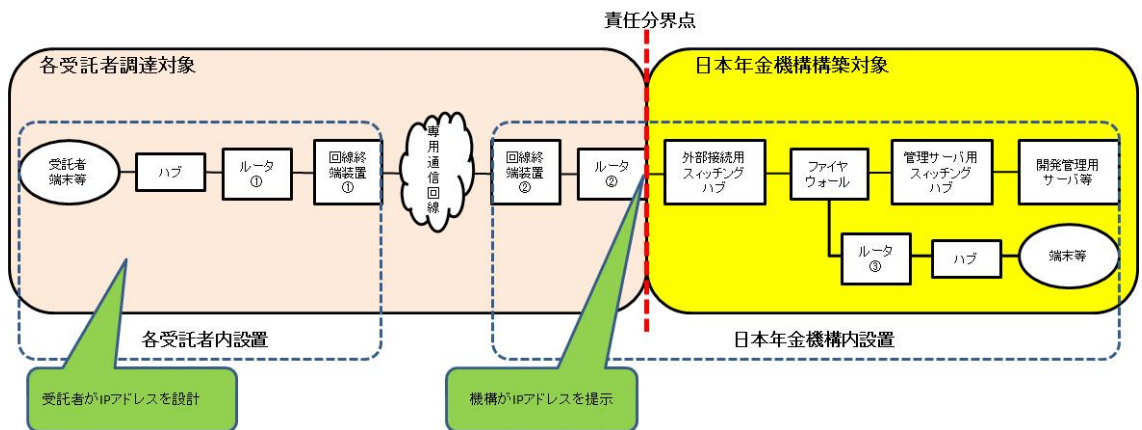 責任分界点
各受託者調達対象
日本年金機構構築対象
受託者
端末等
ハブ
ルータ
①
回線終
端装置
①
専用通信回線
回線終
端装置
②
ルータ
②
外部接続用
スイッチング
ハブ
ファイヤ
ウォール
管理サーバ用
スイッチング
ハブ
開発管理用
サーバ等
ルータ
③
ハブ
端末等
各受託者内設置
日本年金機構内設置
受託者がIPアドレスを設計
機構がIPアドレスを提示